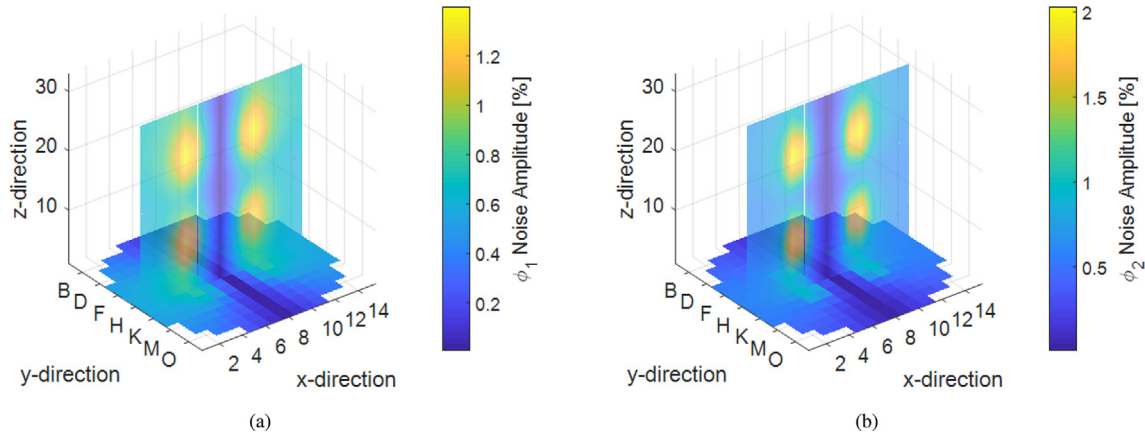 30
20
10
z-direction
B
D
F
H
K
M
O
y-direction
2
4
6
8
10
12
14
x-direction
1.2
1
0.8
0.6
0.4
0.2
ϕ1 Noise Amplitude [%]
(a)
30
20
10
z-direction
B
D
F
H
K
M
O
y-direction
2
4
6
8
10
12
14
x-direction
2
1.5
1
0.5
ϕ2 Noise Amplitude [%]
(b)